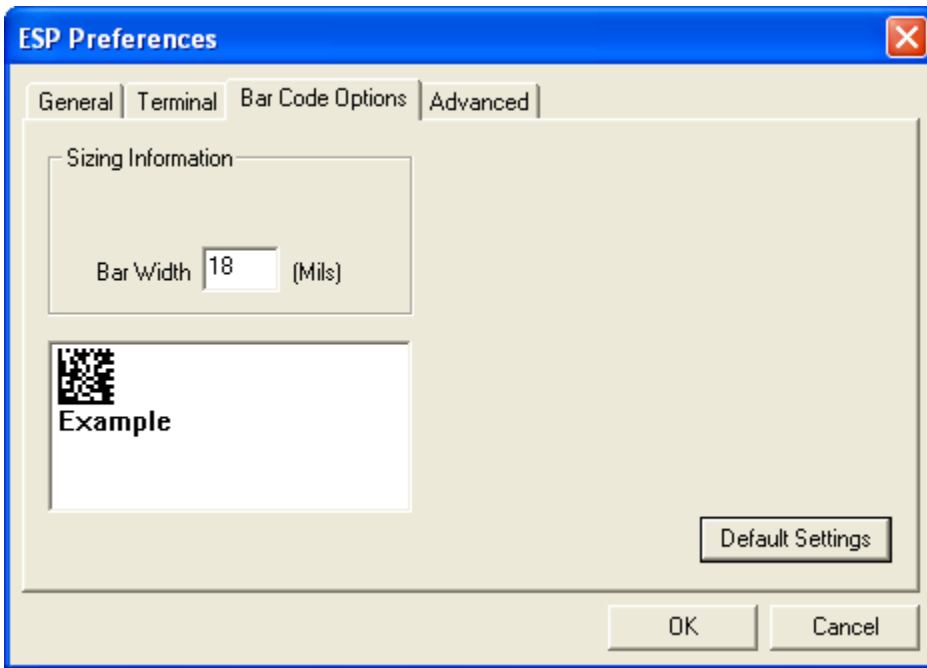 ESP Preferences
General Terminal Bar Code Options Advanced
Sizing Information
Bar Width 18 (Mils)
Example
Default Settings
OK Cancel